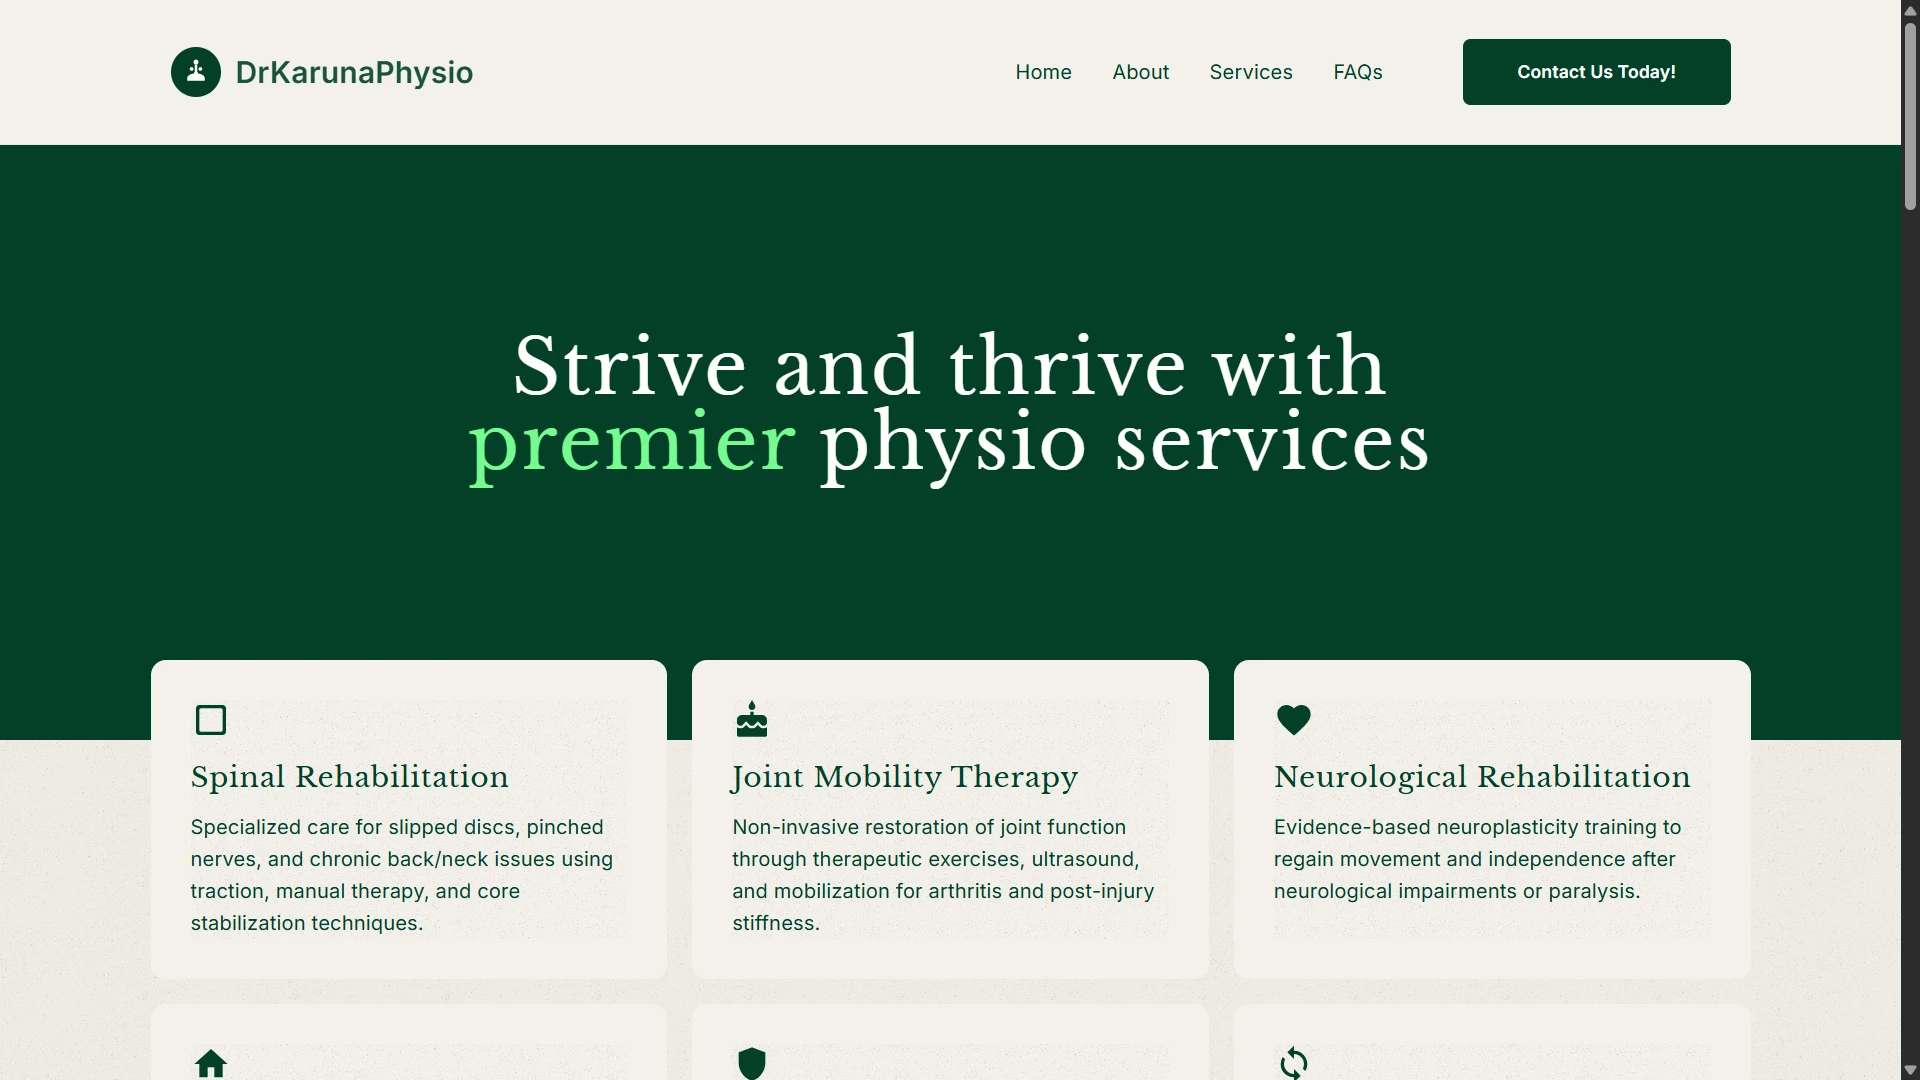 DrKarunaPhysio
Home
About
Services
FAQs
Contact Us Today!
Strive and thrive with
premier physio services
Spinal Rehabilitation
Specialized care for slipped discs, pinched
nerves, and chronic back/neck issues using
traction, manual therapy, and core
stabilization techniques.
Joint Mobility Therapy
Non-invasive restoration of joint function
through therapeutic exercises, ultrasound,
and mobilization for arthritis and post-injury
stiffness.
Neurological Rehabilitation
Evidence-based neuroplasticity training to
regain movement and independence after
neurological impairments or paralysis.